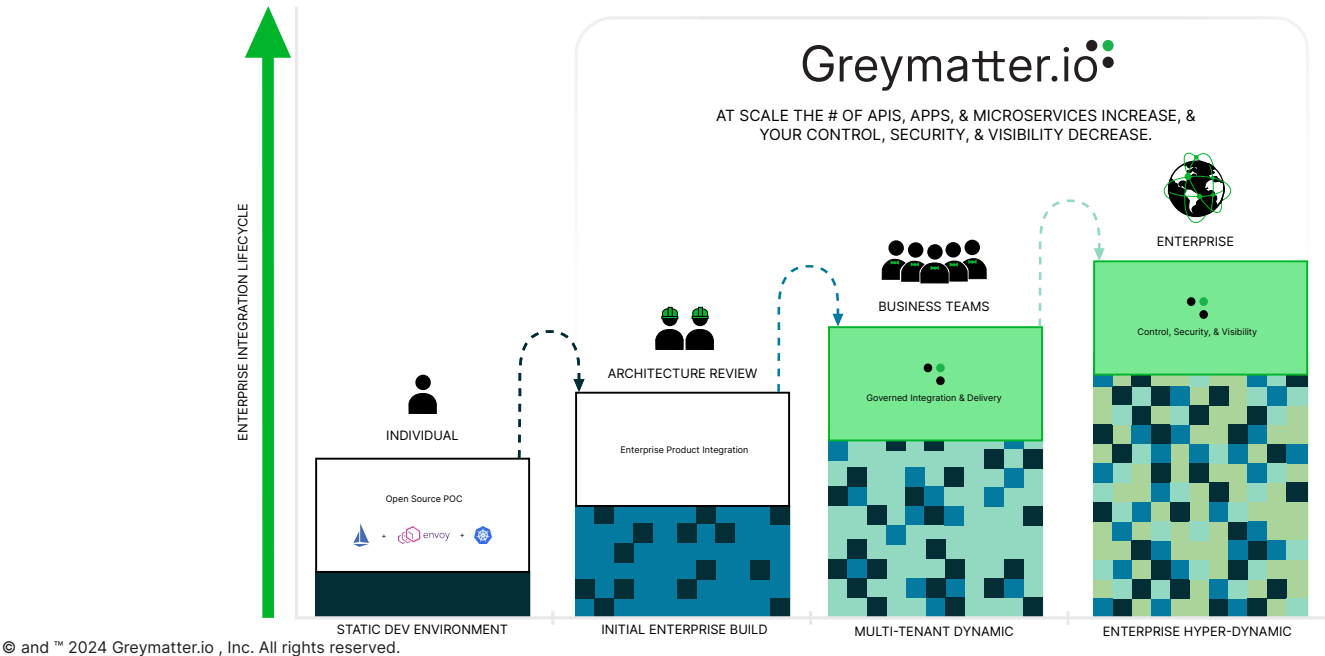 Greymatter.io
AT SCALE THE # OF APIS, APPS, & MICROSERVICES INCREASE, &
YOUR CONTROL, SECURITY, & VISIBILITY DECREASE.
ENTERPRISE INTEGRATION LIFECYCLE
INDIVIDUAL
Open Source POC
+ envoy +
STATIC DEV ENVIRONMENT
ARCHITECTURE REVIEW
Enterprise Product Integration
INITIAL ENTERPRISE BUILD
BUSINESS TEAMS
Governed Integration & Delivery
MULTI-TENANT DYNAMIC
ENTERPRISE
Control, Security, & Visibility
ENTERPRISE HYPER-DYNAMIC
© and ™ 2024 Greymatter.io , Inc. All rights reserved.